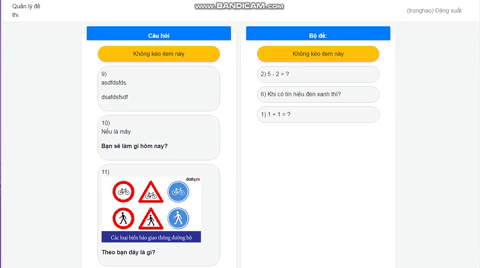 Quản lý đề
thi
www.BANDICAM.com
(tronghao) Đăng xuất
Câu hỏi
Không kéo item này
9)
asdfdsfds
dsafdsfsdf
10)
Nếu là mây
Bạn sẽ làm gì hôm nay?
11)
Các loại biển báo giao thông đường bộ
Theo bạn đây là gì?
Bộ đề:
Không kéo item này
2) 5 - 2 = ?
6) Khi có tín hiệu đèn xanh thì?
1) 1 + 1 = ?